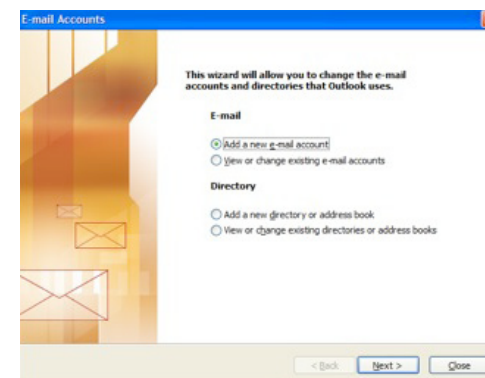 E-mail Accounts
This wizard will allow you to change the e-mail
accounts and directories that Outlook uses.
E-mail
Add a new e-mail account
View or change existing e-mail accounts
Directory
Add a new directory or address book
View or change existing directories or address books
< Back
Next >
Close